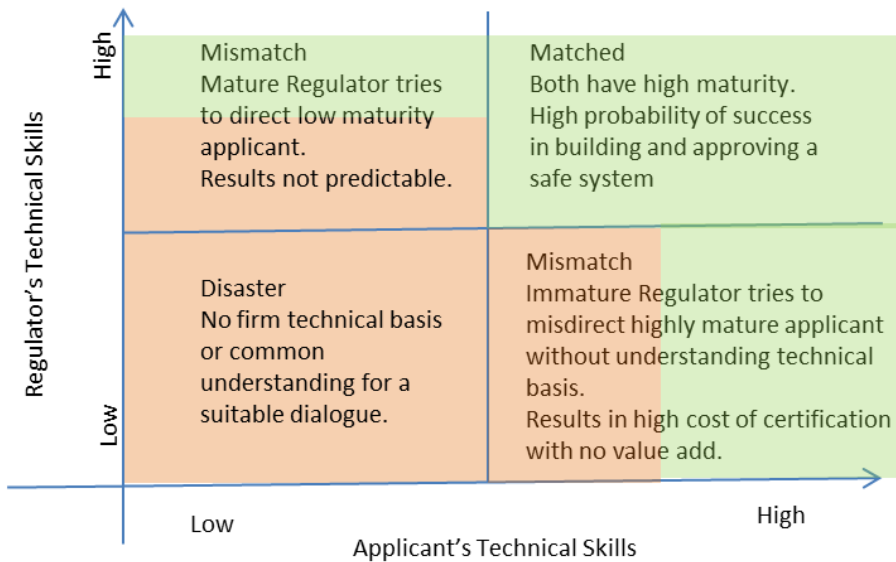 High
Mismatch
Mature Regulator tries
to direct low maturity
applicant.
Results not predictable.
Matched
Both have high maturity.
High probability of success
in building and approving a
safe system
Regulator's Technical Skills
Disaster
No firm technical basis
or common
understanding for a
suitable dialogue.
Mismatch
Immature Regulator tries to
misdirect highly mature applicant
without understanding technical
basis.
Results in high cost of certification
with no value add.
Low
Low
High
Applicant's Technical Skills